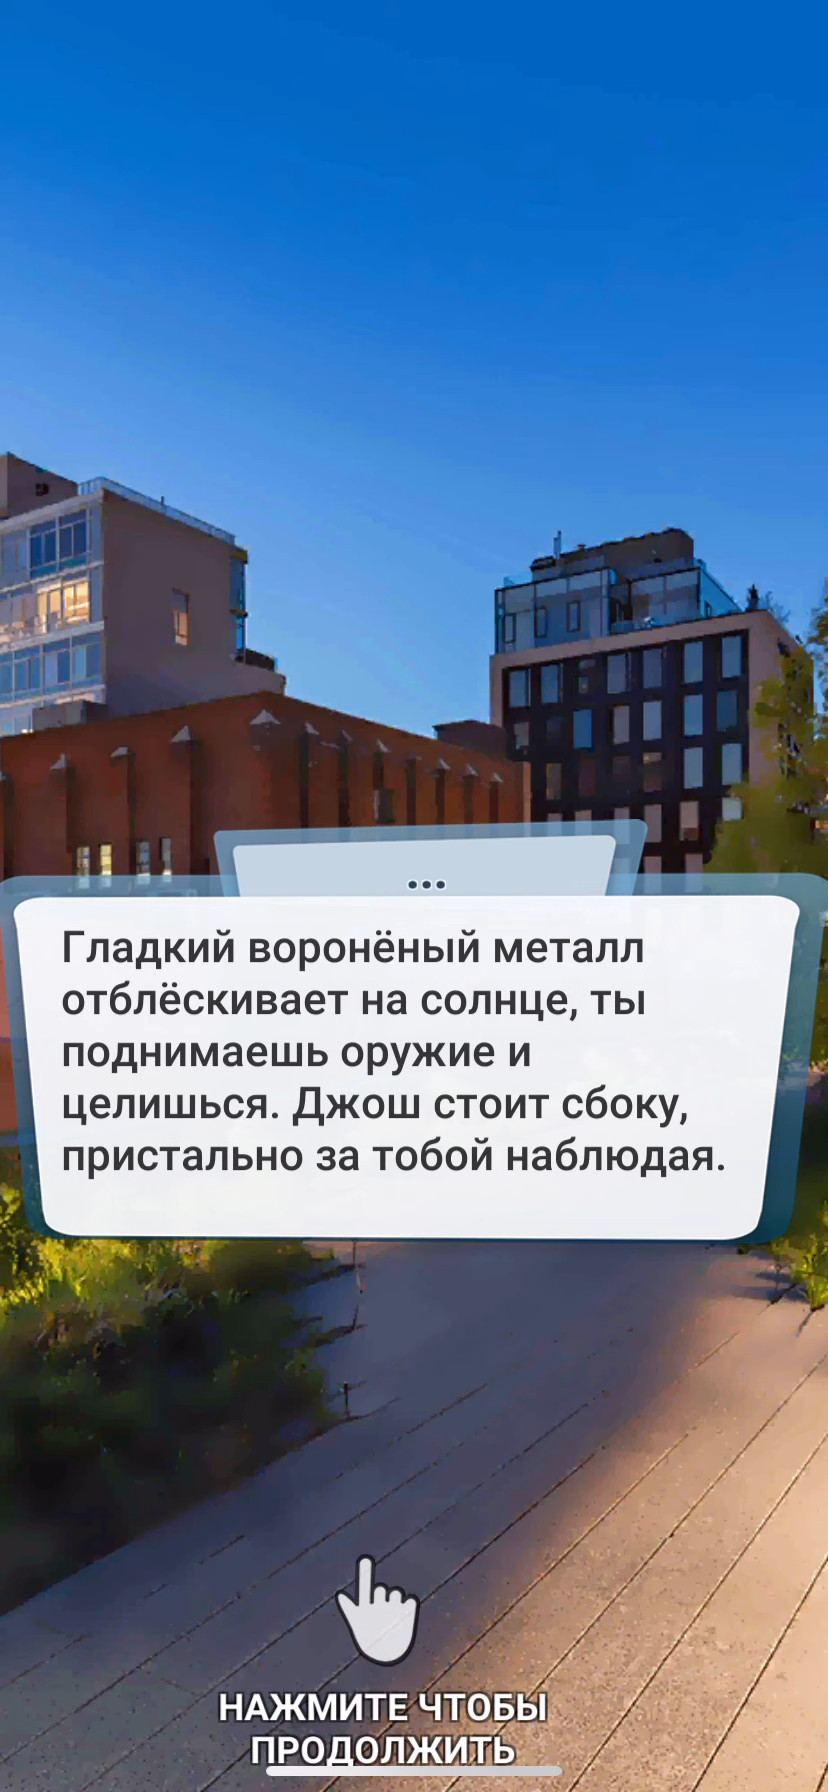 ...
Гладкий воронёный металл
отблёскивает на солнце, ты
поднимаешь оружие и
целишься. Джош стоит сбоку,
пристально за тобой наблюдая.
НАЖМИТЕ ЧТОБЫ
ПРОДОЛЖИТЬ